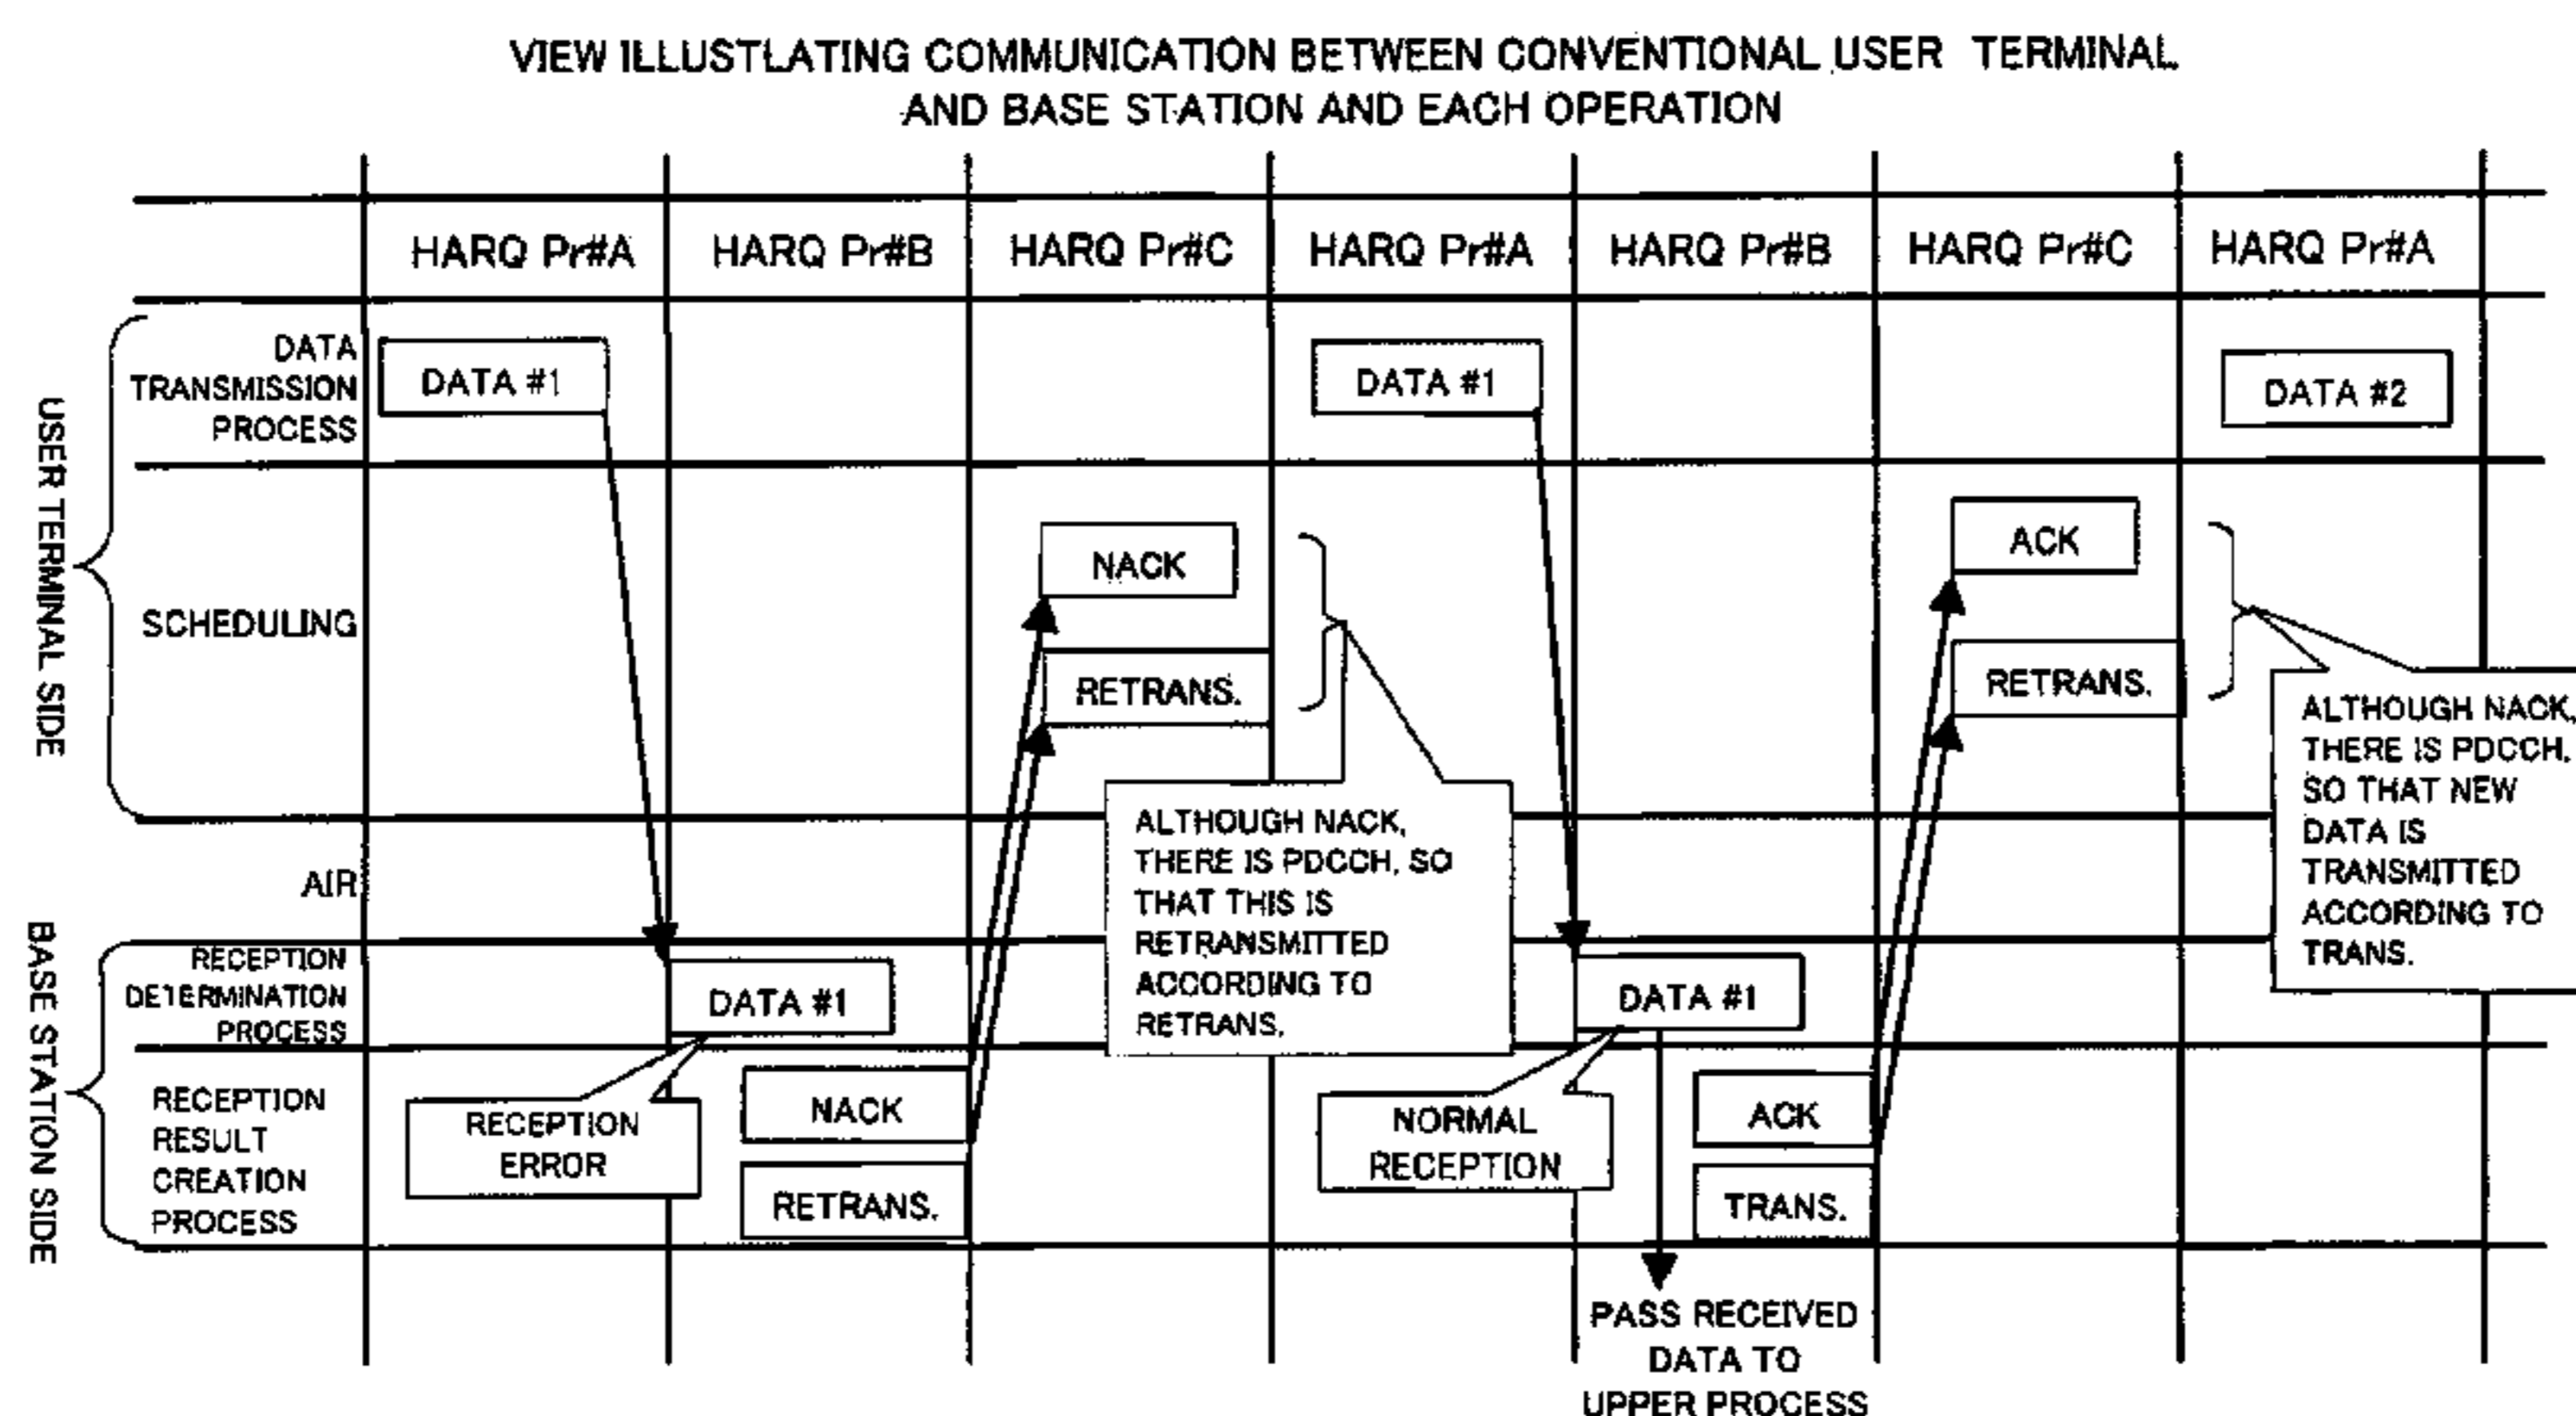 VIEW ILLUSTLATING COMMUNICATION BETWEEN CONVENTIONAL USER TERMINAL
AND BASE STATION AND EACH OPERATION
HARQ Pr#A
HARQ Pr#B
HARQ Pr#C
HARQ Pr#A
HARQ Pr#B
HARQ Pr#C
HARQ Pr#A
USER TERMINAL SIDE
DATA
TRANSMISSION
PROCESS
DATA #1
DATA #1
DATA #2
SCHEDULING
NACK
RETRANS.
ACK
RETRANS.
ALTHOUGH NACK,
THERE IS PDCCH, SO
THAT THIS IS
RETRANSMITTED
ACCORDING TO
RETRANS.
ALTHOUGH NACK,
THERE IS PDCCH,
SO THAT NEW
DATA IS
TRANSMITTED
ACCORDING TO
TRANS.
AIR
BASE STATION SIDE
RECEPTION
DETERMINATION
PROCESS
DATA #1
DATA #1
RECEPTION
RESULT
CREATION
PROCESS
RECEPTION
ERROR
NACK
RETRANS.
NORMAL
RECEPTION
ACK
TRANS.
PASS RECEIVED
DATA TO
UPPER PROCESS